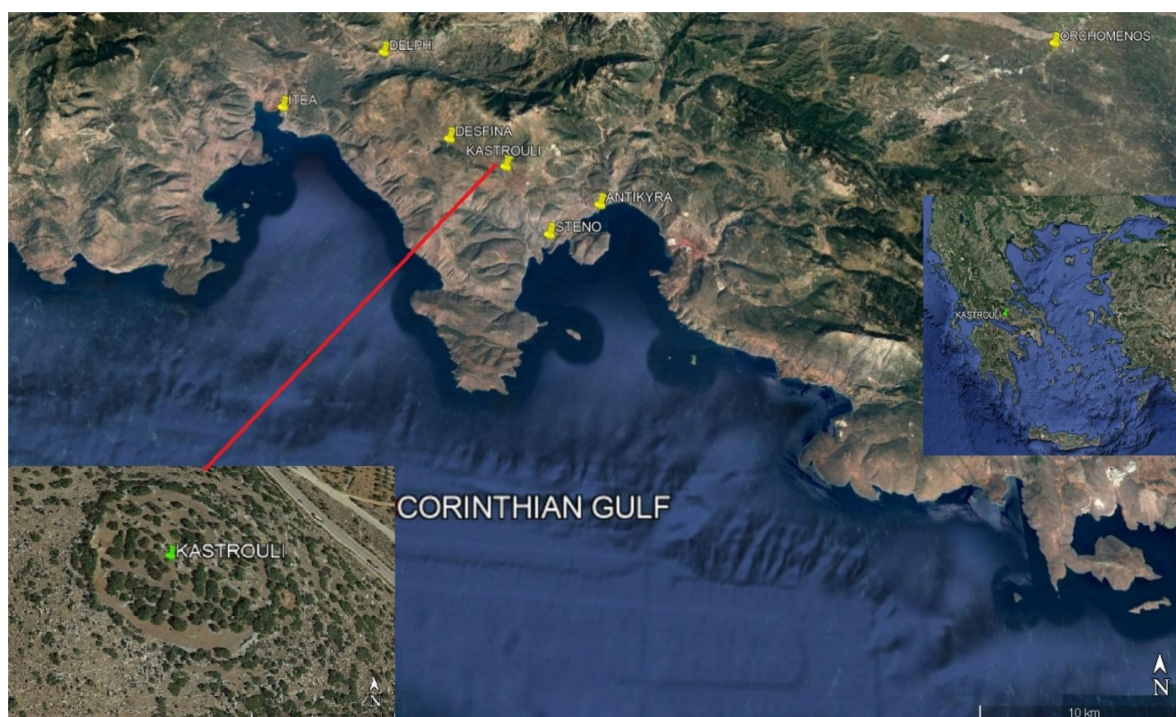 DELPHI
ORCHOMENOS
ITEA
DESFINA
KASTROULI
ANTIKYRA
STENO
KASTROULI
CORINTHIAN GULF
KASTROULI
N
N
10 km